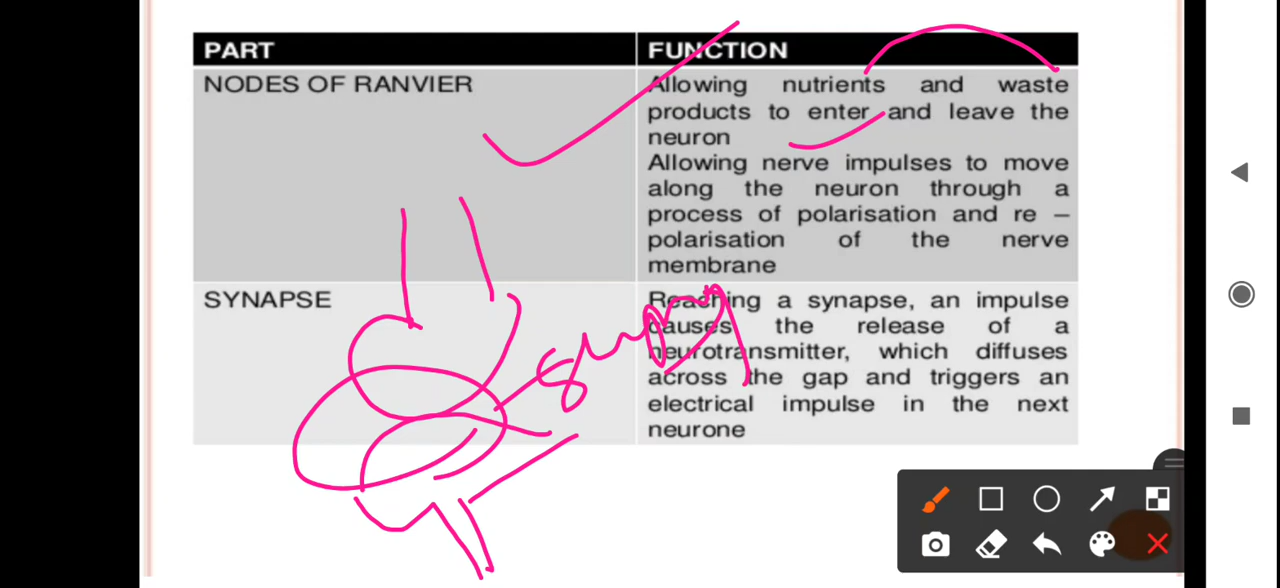 PART
FUNCTION
NODES OF RANVIER
Allowing nutrients and waste
products to enter and leave the
neuron
Allowing nerve impulses to move
along the neuron through a
process of polarisation and re –
polarisation of the nerve
membrane
SYNAPSE
Reaching a synapse, an impulse
causes the release of a
neurotransmitter, which diffuses
across the gap and triggers an
electrical impulse in the next
neurone